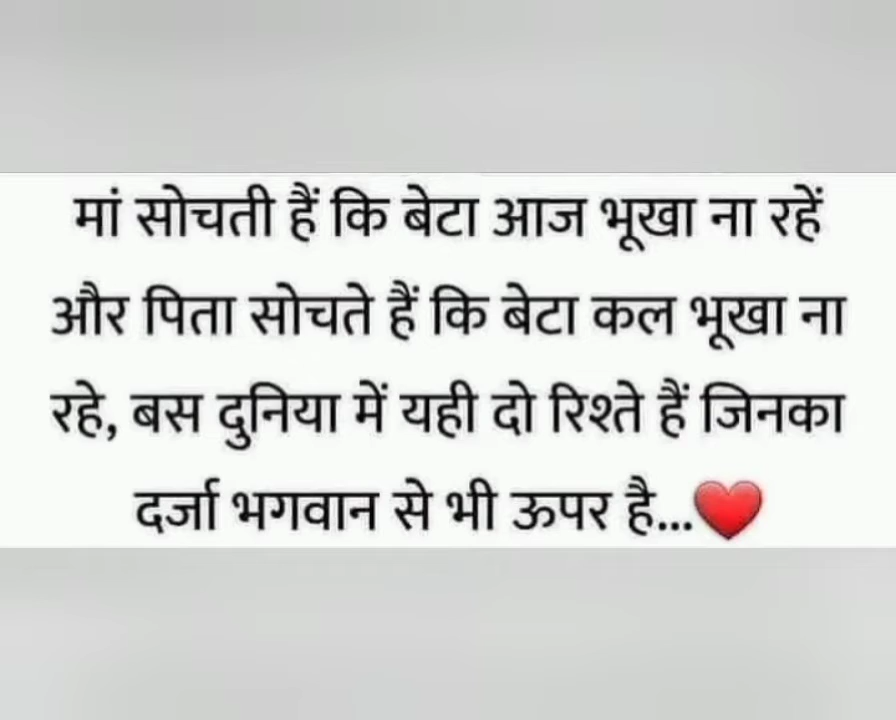 मां सोचती हैं कि बेटा आज भूखा ना रहें
और पिता सोचते हैं कि बेटा कल भूखा ना
रहे, बस दुनिया में यही दो रिश्ते हैं जिनका
दर्जा भगवान से भी ऊपर है...❤️